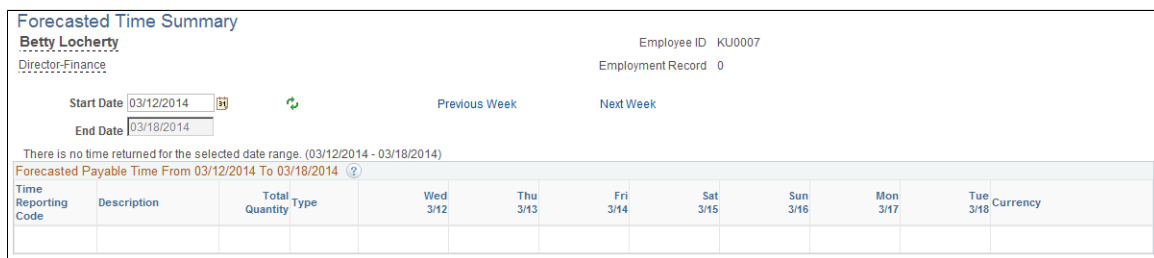 Forecasted Time Summary
Betty Locherty Employee ID KU0007
Director-Finance Employment Record 0
Start Date 03/12/2014 31 Previous Week Next Week
End Date 03/18/2014
There is no time returned for the selected date range. (03/12/2014 - 03/18/2014)
Forecasted Payable Time From 03/12/2014 To 03/18/2014 ?
Time Reporting Code Description Total Quantity Type Wed 3/12 Thu 3/13 Fri 3/14 Sat 3/15 Sun 3/16 Mon 3/17 Tue 3/18 Currency